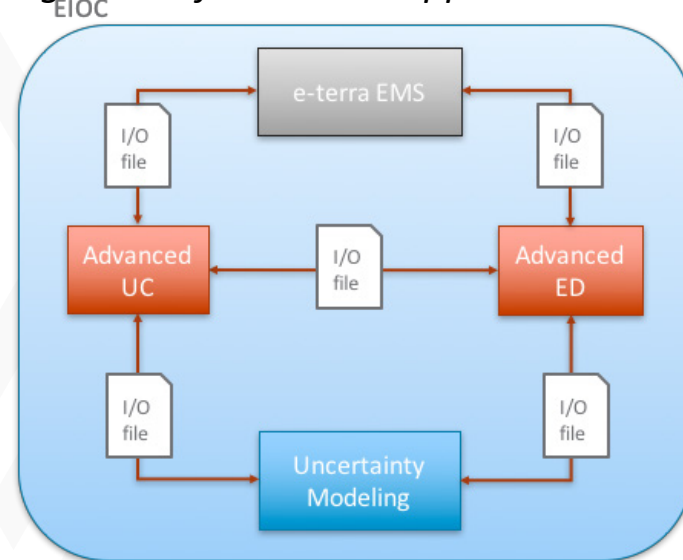 EIOC
e-terra EMS
I/O
file
I/O
file
Advanced
UC
I/O
file
Advanced
ED
I/O
file
I/O
file
Uncertainty
Modeling